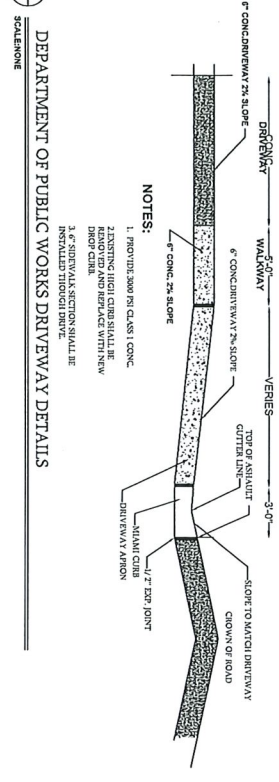 6" CONC.DRIVEWAY 2% SLOPE
CONC.
DRIVEWAY
5'-0"
WALKWAY
VERIES
3'-0"
6" CONC.DRIVEWAY 2% SLOPE
6" CONC. 2% SLOPE
TOP OF ASHAULT
GUTTER LINE
SLOPE TO MATCH DRIVEWAY
CROWN OF ROAD
1/2" EXP. JOINT
MIAMI CURB
DRIVEWAY APRON
NOTES:
1. PROVIDE 3000 PSI CLASS 1 CONC.
2.EXISTING HIGH CURB SHALL BE
REMOVED AND REPLACE WITH NEW
DROP CURB.
3. 6" SIDEWALK SECTION SHALL BE
INSTALLED THOUGH DRIVE.
DEPARTMENT OF PUBLIC WORKS DRIVEWAY DETAILS
SCALE:NONE